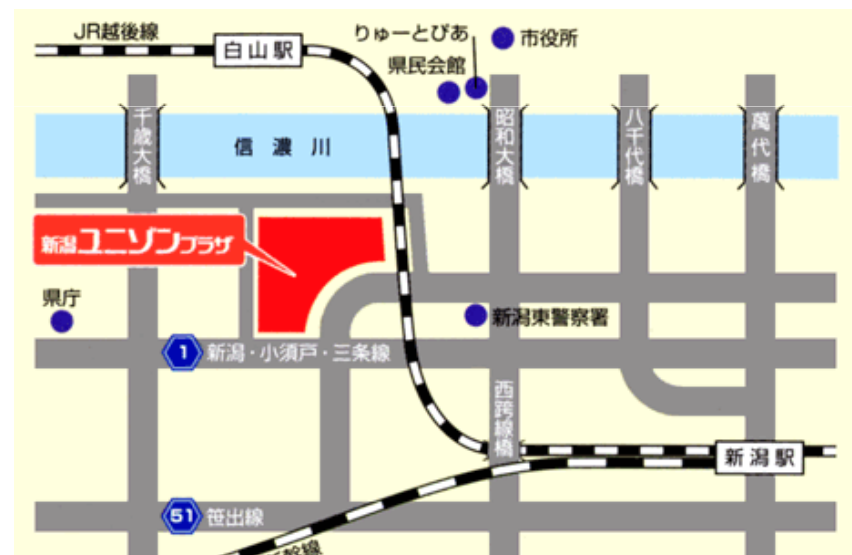 JR越後線
白山駅
りゅーとぴあ
市役所
県民会館
千歳大橋
信濃川
昭和大橋
八千代橋
萬代橋
新潟ユニゾンプラザ
県庁
新潟東警察署
1
新潟・小須戸・三条線
西跨線橋
新潟駅
51
笹出線
幹線